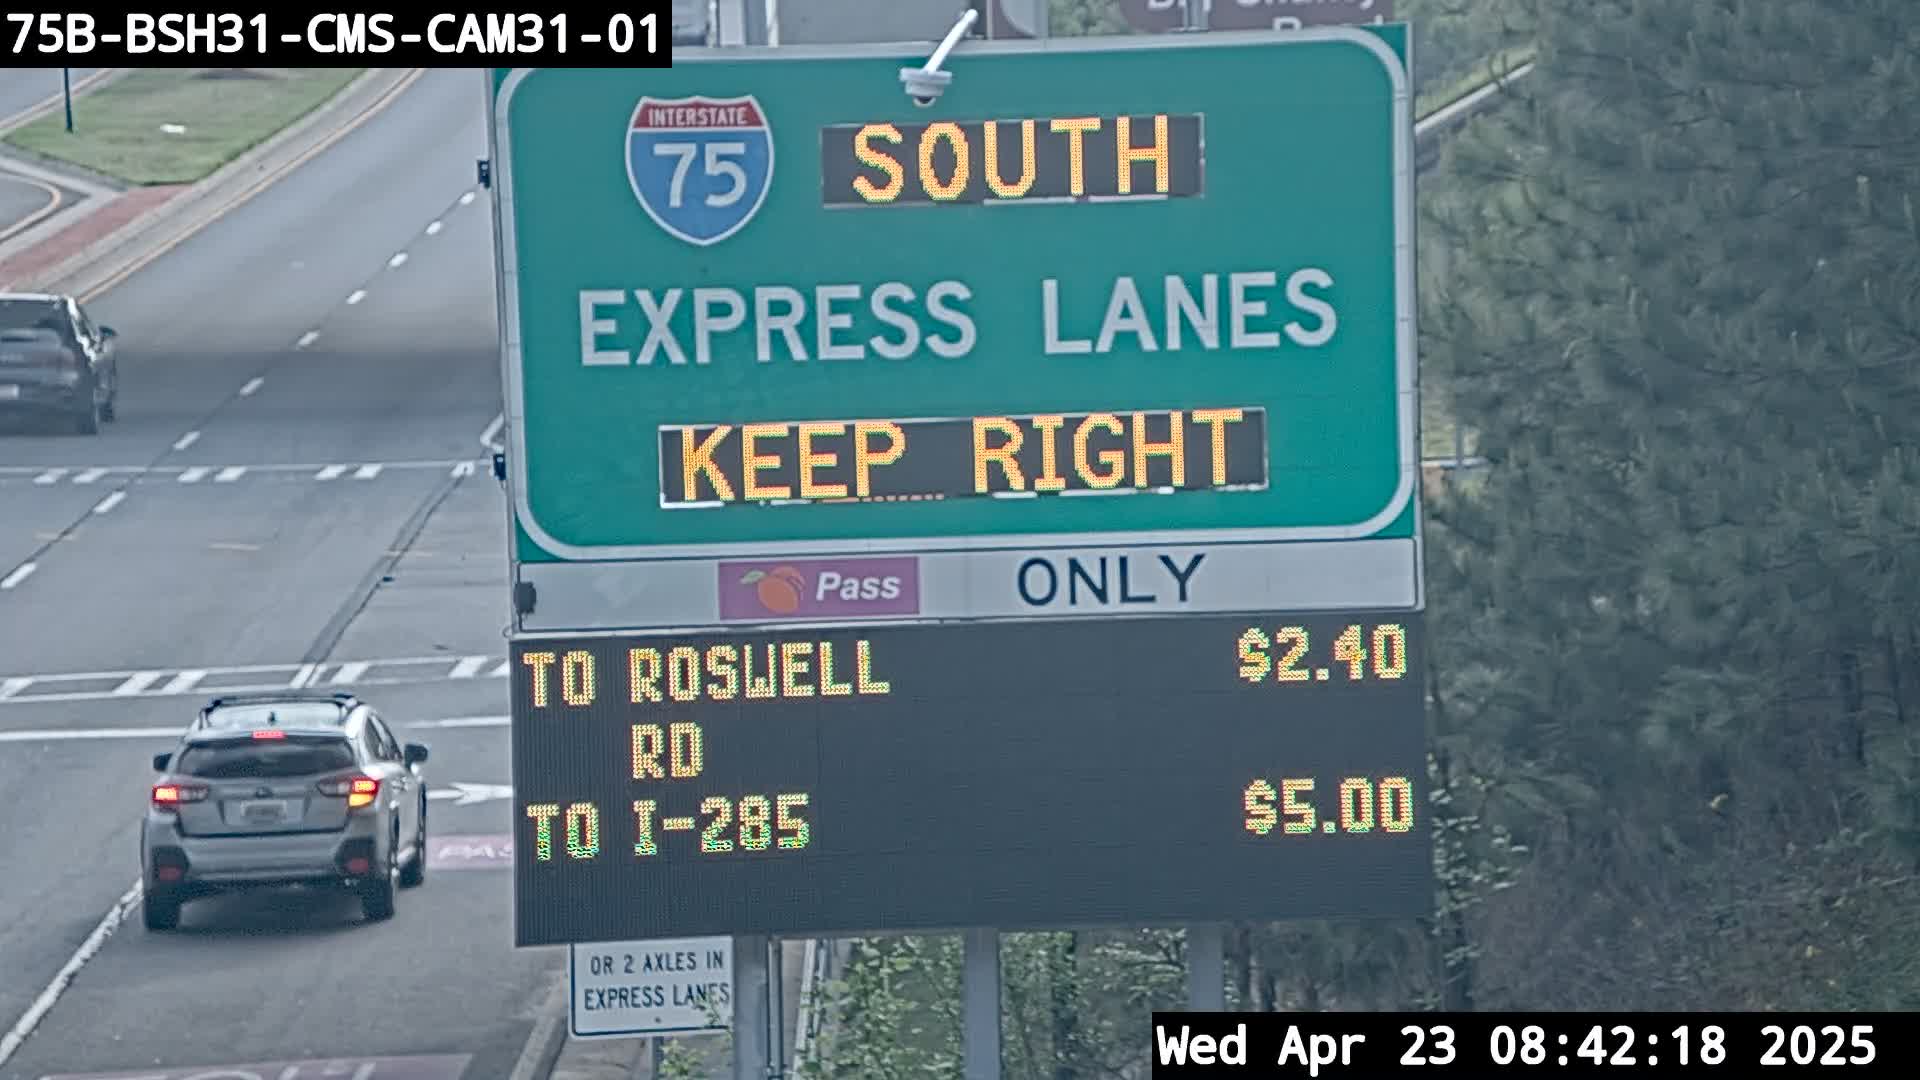 75B-BSH31-CMS-CAM31-01
INTERSTATE
75
SOUTH
EXPRESS LANES
KEEP RIGHT
Pass ONLY
TO ROSWELL $2.40
RD
TO I-285 $5.00
OR 2 AXLES IN
EXPRESS LANES
Wed Apr 23 08:42:18 2025